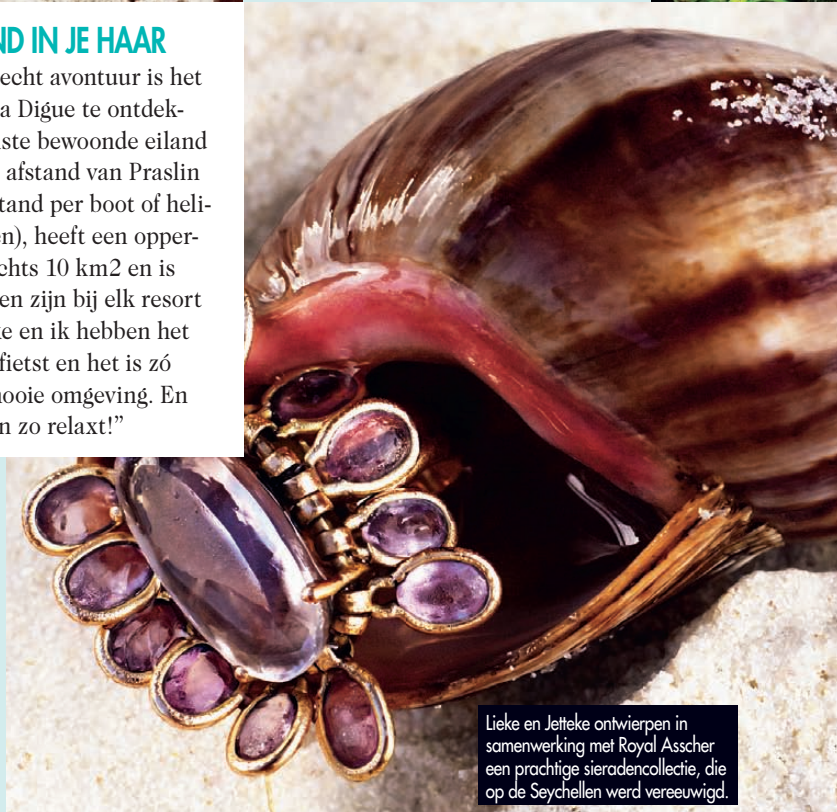 ND IN JE HAAR
echt avontuur is het
a Digue te ontdek-
nste bewoonde eiland
afstand van Praslin
tand per boot of heli-
en), heeft een opper-
chts 10 km2 en is
en zijn bij elk resort
ke en ik hebben het
fietst en het is zó
nooie omgeving. En
n zo relaxt!”
Lieke en Jetteke ontwierpen in
samenwerking met Royal Asscher
een prachtige sieradencollectie, die
op de Seychellen werd vereeuwigd.